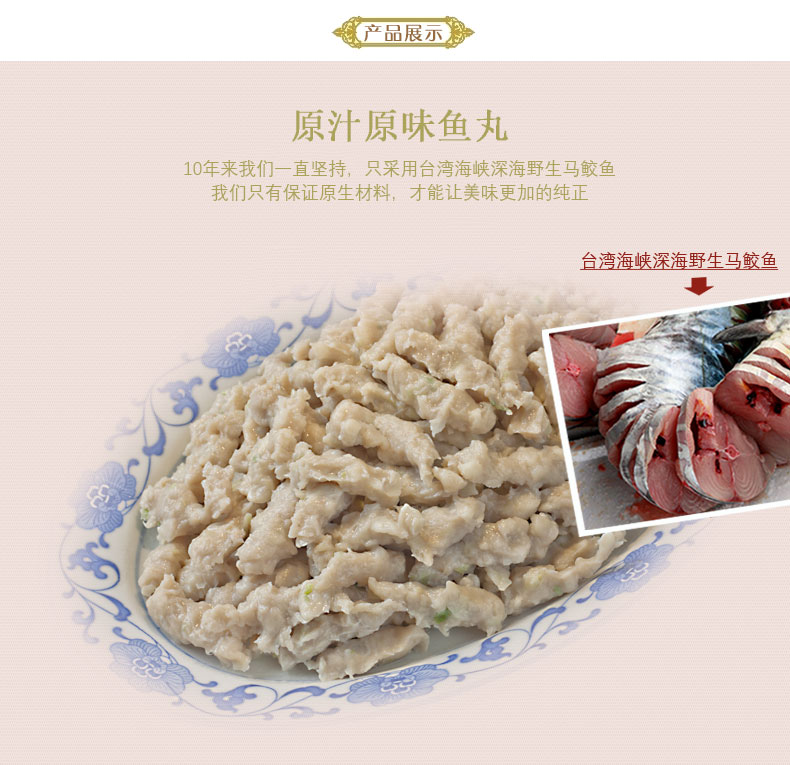 产品展示
原汁原味鱼丸
10年来我们一直坚持，只采用台湾海峡深海野生马鲛鱼
我们只有保证原生材料，才能让美味更加的纯正
台湾海峡深海野生马鲛鱼